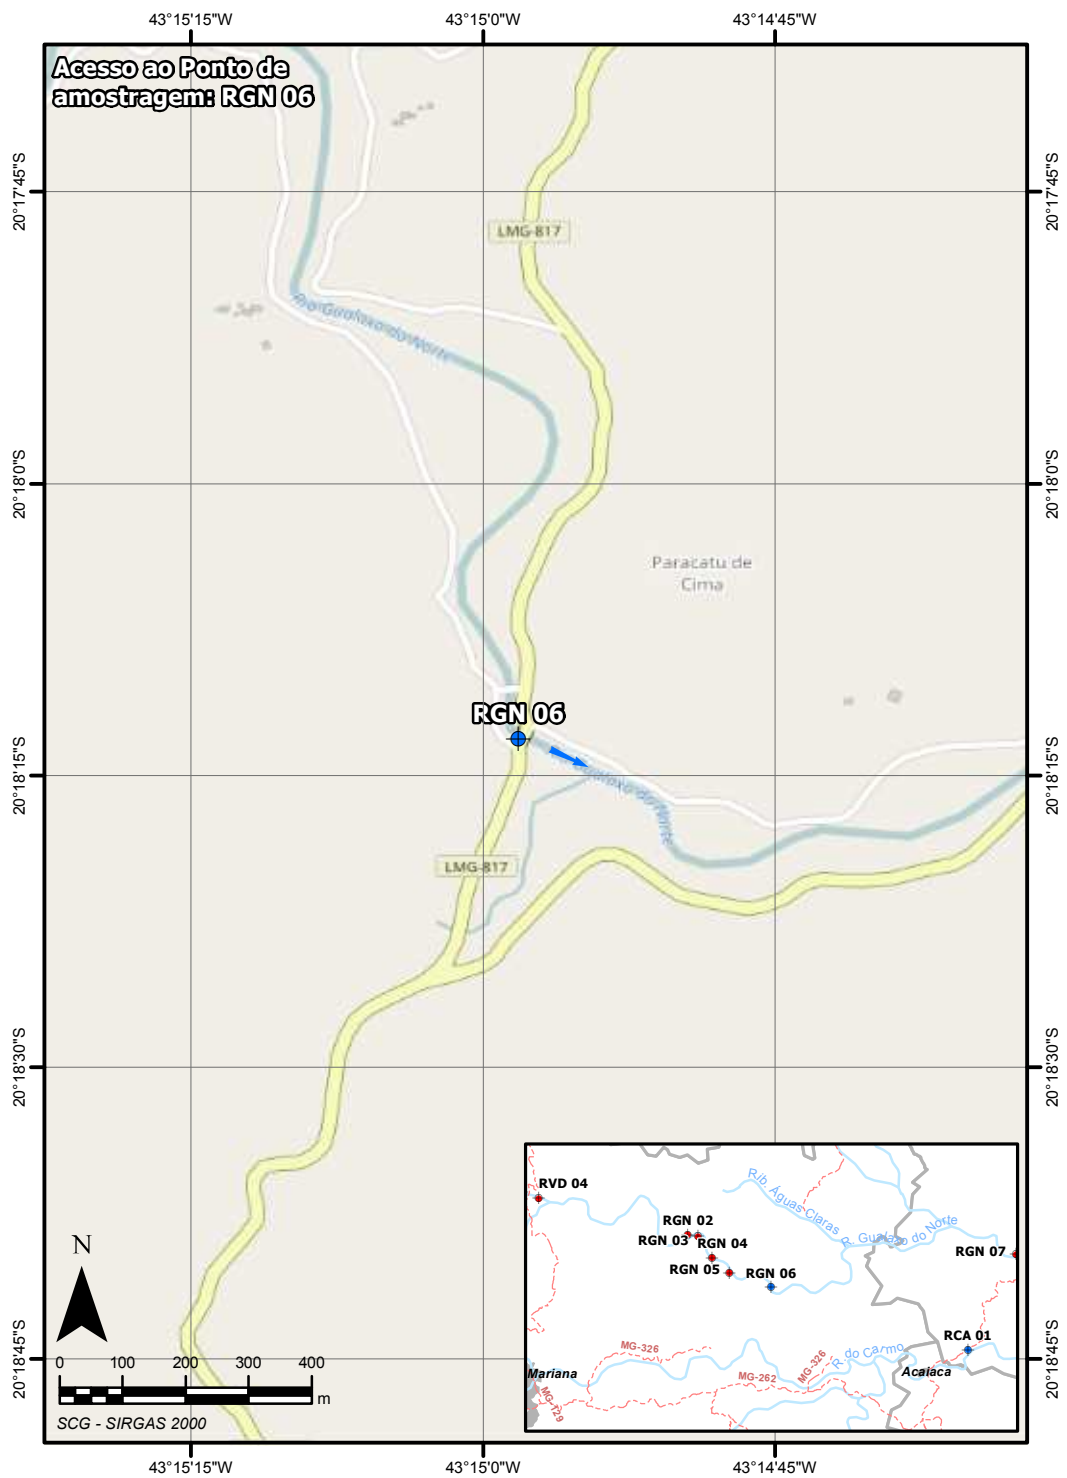 43°15'15"W
43°15'0"W
43°14'45"W
Acesso ao Ponto de
amostragem: RGN 06
20°17'45"S
20°17'45"S
LMG-817
Rio Gualaxo do Norte
20°18'0"S
20°18'0"S
Paracatu de
Cima
RGN 06
20°18'15"S
20°18'15"S
Gualaxo do Norte
LMG-817
20°18'30"S
20°18'30"S
RVD 04
Rib. Águas Claras
RGN 02
R. Gualaxo do Norte
RGN 03
RGN 04
RGN 07
RGN 05
RGN 06
N
RCA 01
MG-326
R. do Carmo
MG-326
Mariana
MG-262
Acaiaca
MG-129
20°18'45"S
20°18'45"S
0 100 200 300 400
m
SCG - SIRGAS 2000
43°15'15"W
43°15'0"W
43°14'45"W